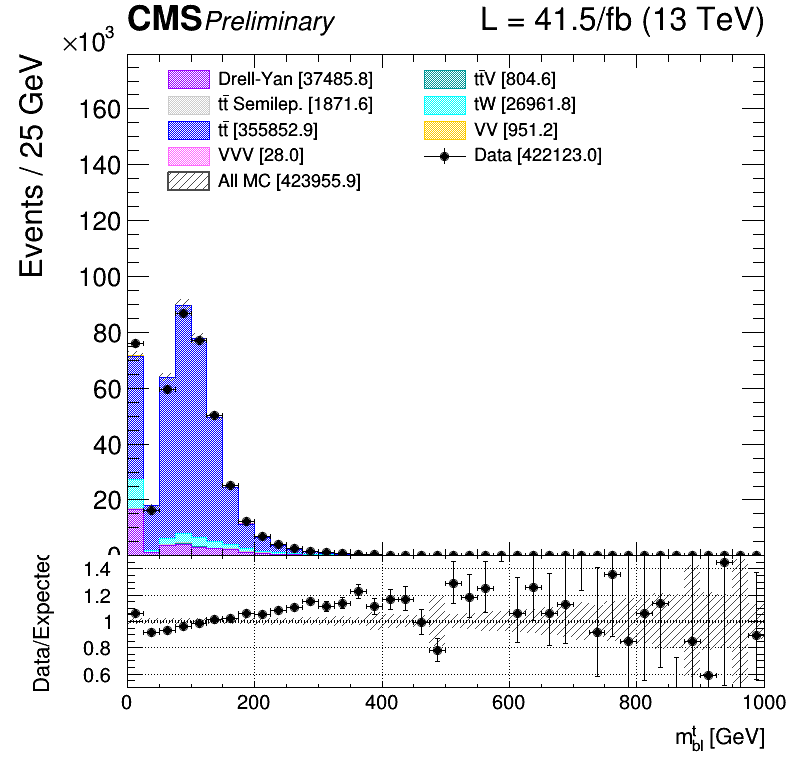 CMS Preliminary L = 41.5/fb (13 TeV)
×10³
Events / 25 GeV
Drell-Yan [37485.8]
tt̄ Semilep. [1871.6]
tt̄ [355852.9]
VVV [28.0]
All MC [423955.9]
tt̄V [804.6]
tW [26961.8]
VV [951.2]
Data [422123.0]
160
140
120
100
80
60
40
20
0
Data/Expected
1.4
1.2
1
0.8
0.6
0 200 400 600 800 1000
m^t_bl [GeV]